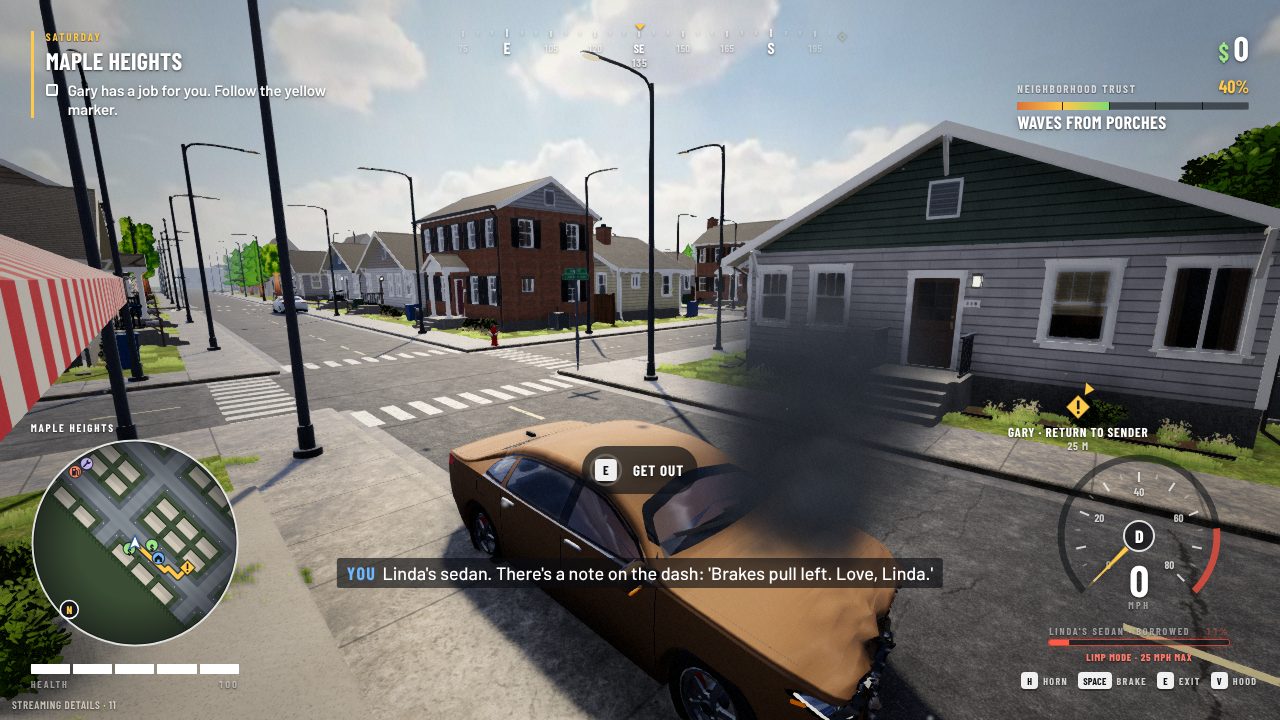 SATURDAY
MAPLE HEIGHTS
Gary has a job for you. Follow the yellow
marker.
75 E 105 120 SE 150 165 S 195
135
$0
NEIGHBORHOOD TRUST 40%
WAVES FROM PORCHES
GARY · RETURN TO SENDER
25 M
E GET OUT
YOU Linda's sedan. There's a note on the dash: 'Brakes pull left. Love, Linda.'
MAPLE HEIGHTS
N
HEALTH 100
STREAMING DETAILS · 11
0 20 40 60 80
D
0
MPH
LINDA'S SEDAN · BORROWED 11%
LIMP MODE · 25 MPH MAX
H HORN SPACE BRAKE E EXIT V HOOD